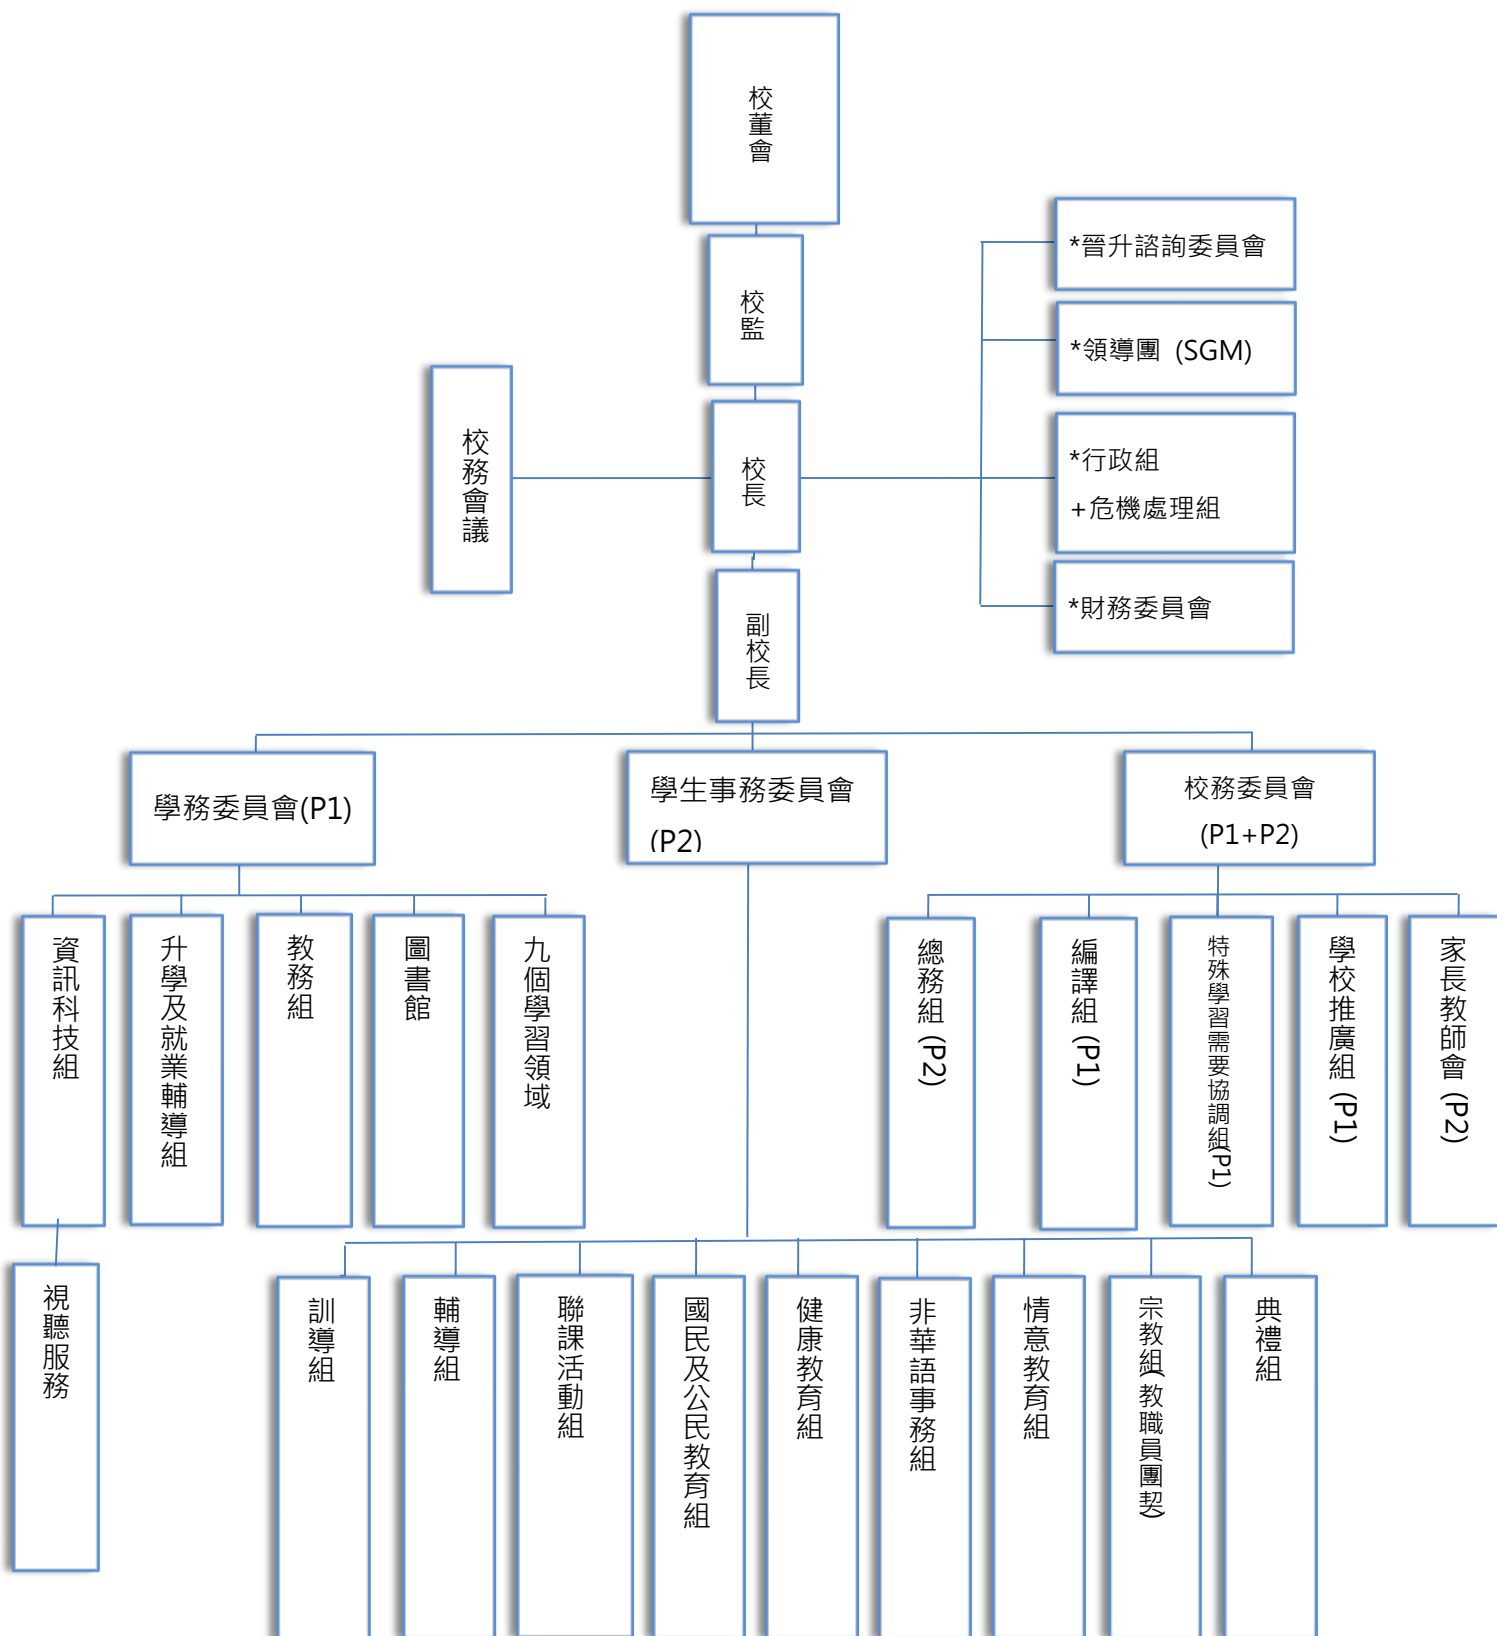 校董會
校監
*晉升諮詢委員會
*領導團 (SGM)
校務會議
校長
*行政組
+危機處理組
*財務委員會
副校長
學務委員會(P1)
學生事務委員會
(P2)
校務委員會
(P1+P2)
資訊科技組
升學及就業輔導組
教務組
圖書館
九個學習領域
總務組 (P2)
編譯組 (P1)
特殊學習需要協調組(P1)
學校推廣組 (P1)
家長教師會 (P2)
視聽服務
訓導組
輔導組
聯課活動組
國民及公民教育組
健康教育組
非華語事務組
情意教育組
宗教組(教職員團契)
典禮組